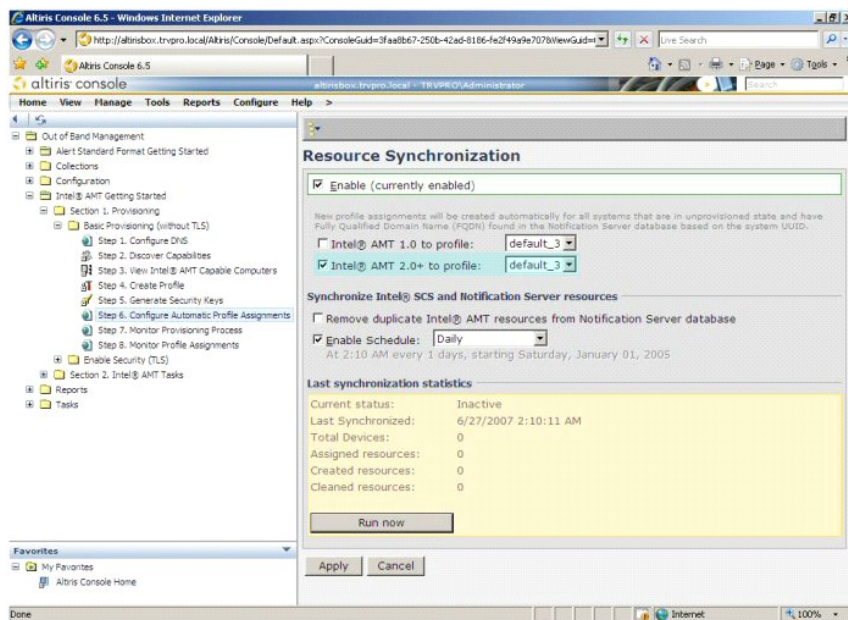 Altiris Console 6.5 - Windows Internet Explorer
http://altirisbox.trvpro.local/Altiris/Console/Default.aspx?ConsoleGuid=3faa8b67-250b-42ad-8186-fe2f49a9e707&ViewGuid=
Live Search
Altiris Console 6.5
Page
Tools
altiris console
altirisbox.trvpro.local - TRVPRO\Administrator
Search
Home View Manage Tools Reports Configure Help >
Out of Band Management
Alert Standard Format Getting Started
Collections
Configuration
Intel® AMT Getting Started
Section 1. Provisioning
Basic Provisioning (without TLS)
Step 1. Configure DNS
Step 2. Discover Capabilities
Step 3. View Intel® AMT Capable Computers
Step 4. Create Profile
Step 5. Generate Security Keys
Step 6. Configure Automatic Profile Assignments
Step 7. Monitor Provisioning Process
Step 8. Monitor Profile Assignments
Enable Security (TLS)
Section 2. Intel® AMT Tasks
Reports
Tasks
Favorites
My Favorites
Altiris Console Home
Resource Synchronization
Enable (currently enabled)
New profile assignments will be created automatically for all systems that are in unprovisioned state and have
Fully Qualified Domain Name (FQDN) found in the Notification Server database based on the system UUID.
Intel® AMT 1.0 to profile: default_3
Intel® AMT 2.0+ to profile: default_3
Synchronize Intel® SCS and Notification Server resources
Remove duplicate Intel® AMT resources from Notification Server database
Enable Schedule: Daily
At 2:10 AM every 1 days, starting Saturday, January 01, 2005
Last synchronization statistics
Current status: Inactive
Last Synchronized: 6/27/2007 2:10:11 AM
Total Devices: 0
Assigned resources: 0
Created resources: 0
Cleaned resources: 0
Run now
Apply Cancel
Done
Internet
100%